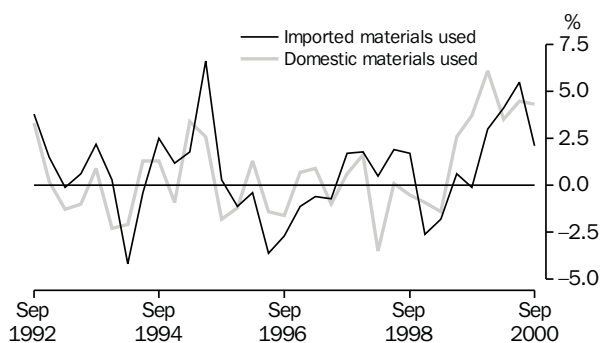 %
Imported materials used
Domestic materials used
7.5
5.0
2.5
0.0
–2.5
–5.0
Sep Sep Sep Sep Sep
1992 1994 1996 1998 2000